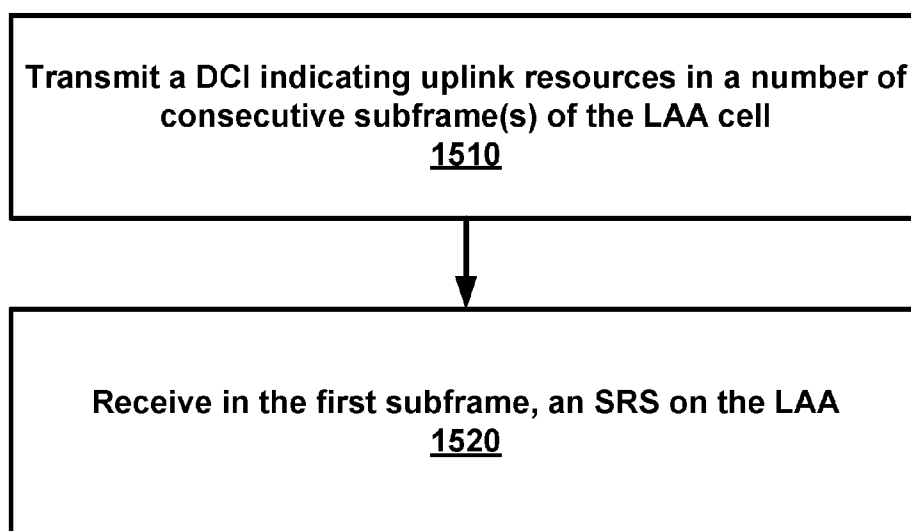 Transmit a DCI indicating uplink resources in a number of
consecutive subframe(s) of the LAA cell
1510
Receive in the first subframe, an SRS on the LAA
1520